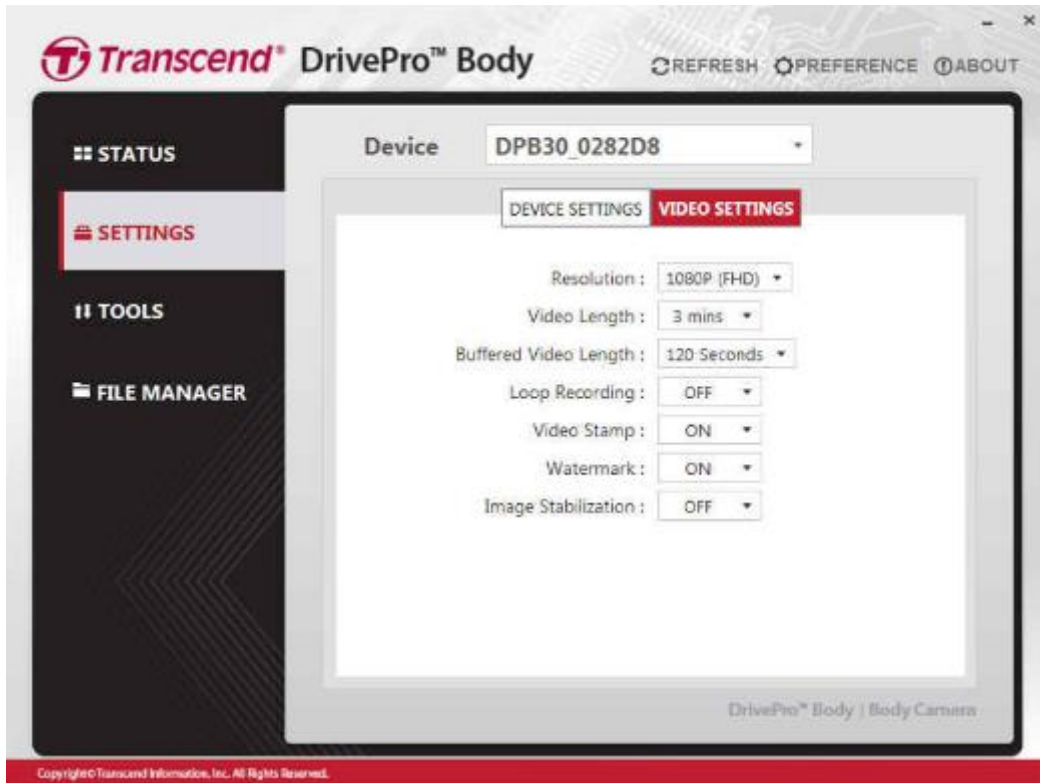 Transcend® DrivePro™ Body
REFRESH PREFERENCE ABOUT
STATUS
SETTINGS
TOOLS
FILE MANAGER
Device DPB30_0282D8
DEVICE SETTINGS VIDEO SETTINGS
Resolution : 1080P (FHD)
Video Length : 3 mins
Buffered Video Length : 120 Seconds
Loop Recording : OFF
Video Stamp : ON
Watermark : ON
Image Stabilization : OFF
DrivePro™ Body | Body Camera
Copyright© Transcend Information, Inc. All Rights Reserved.